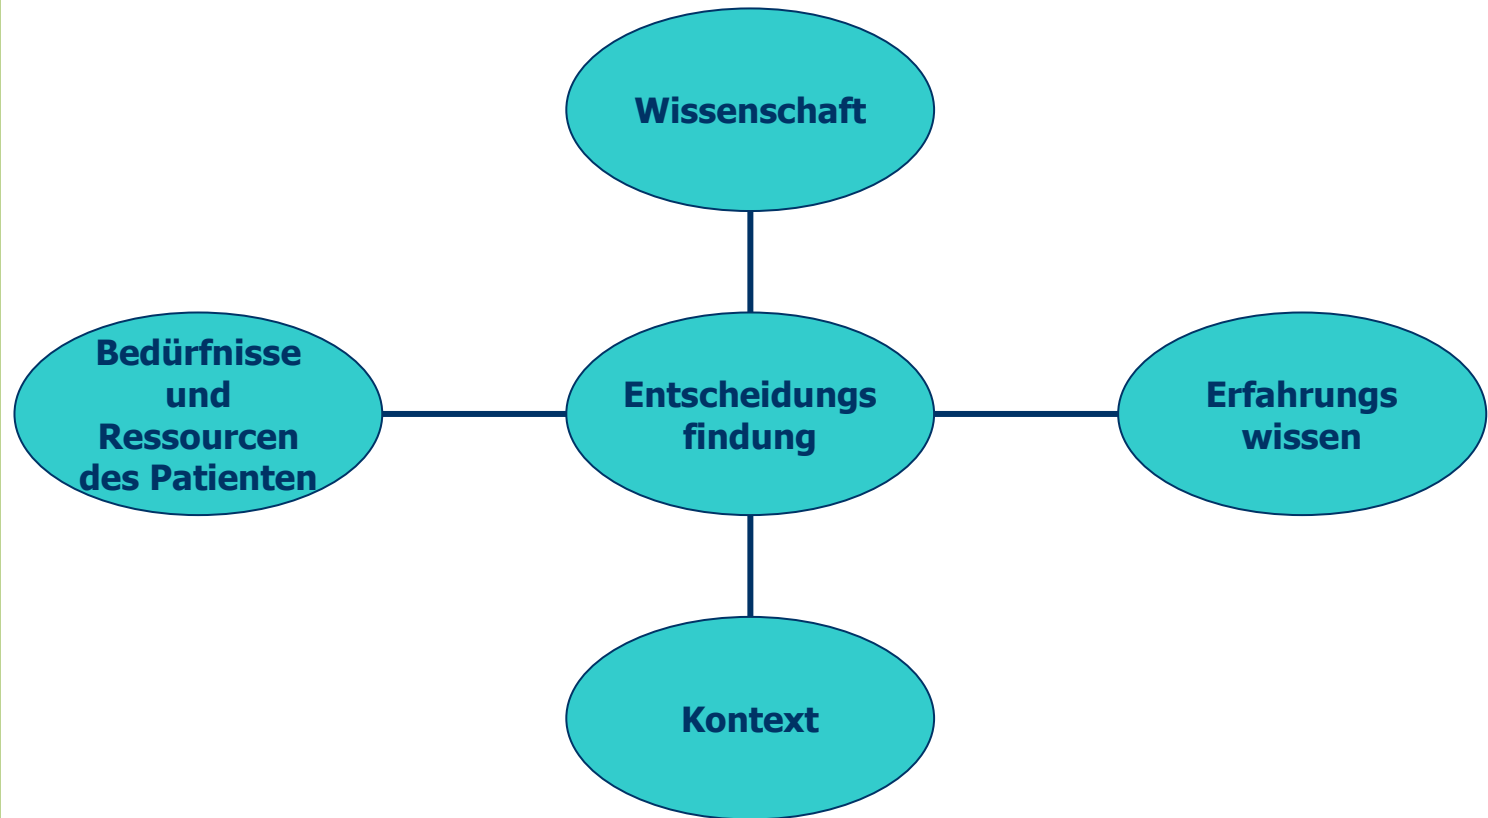 Wissenschaft
Bedürfnisse
und
Ressourcen
des Patienten
Entscheidungs
findung
Erfahrungs
wissen
Kontext